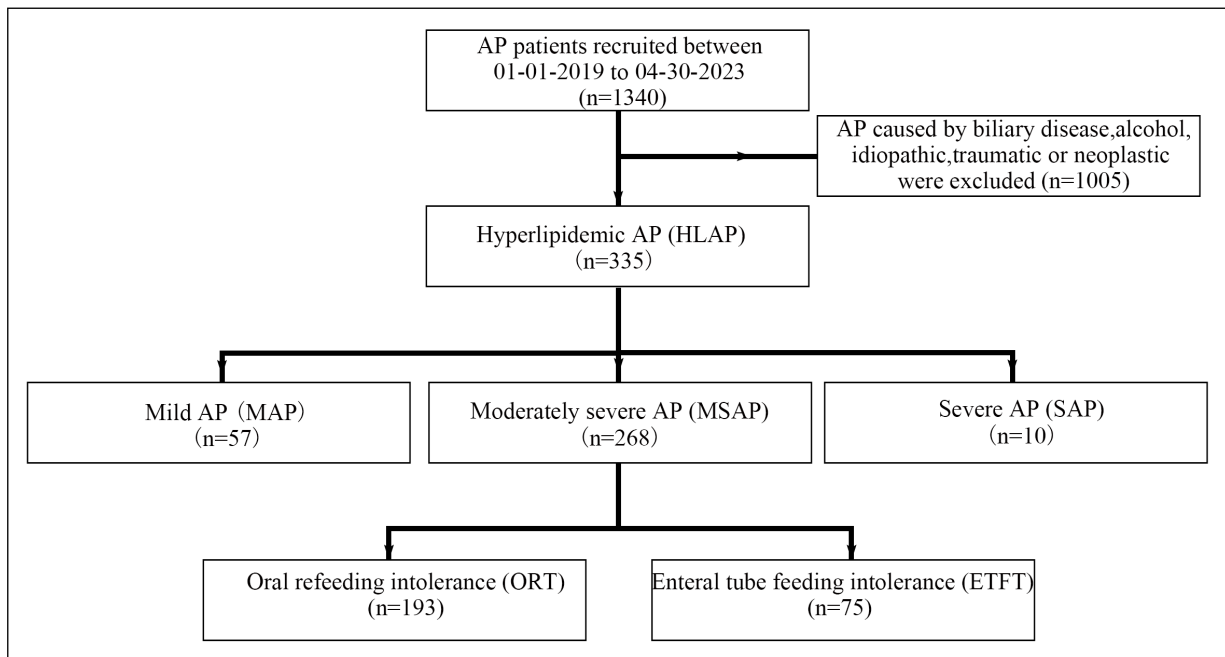 AP patients recruited between
01-01-2019 to 04-30-2023
(n=1340)
AP caused by biliary disease,alcohol,
idiopathic,traumatic or neoplastic
were excluded (n=1005)
Hyperlipidemic AP (HLAP)
（n=335）
Mild AP（MAP）
（n=57）
Moderately severe AP (MSAP)
（n=268）
Severe AP (SAP)
（n=10）
Oral refeeding intolerance (ORT)
(n=193)
Enteral tube feeding intolerance (ETFT)
(n=75)